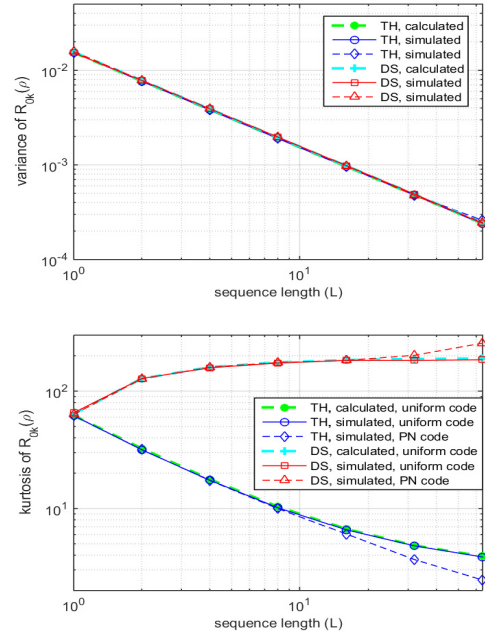 variance of R0k(ρ)
10^-2
10^-3
10^-4
TH, calculated
TH, simulated
TH, simulated
DS, calculated
DS, simulated
DS, simulated
10^0
10^1
sequence length (L)
kurtosis of R0k(ρ)
10^2
10^1
TH, calculated, uniform code
TH, simulated, uniform code
TH, simulated, PN code
DS, calculated, uniform code
DS, simulated, uniform code
DS, simulated, PN code
10^0
10^1
sequence length (L)